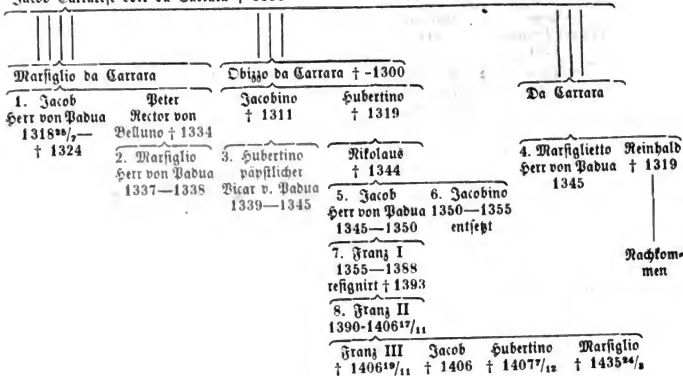 Marsiglio da Carrara
Obizzo da Carrara † -1300
Da Carrara
1. Jacob
Herr von Padua
1318²⁵/₇—
† 1324
Peter
Rector von
Belluno † 1334
2. Marsiglio
Herr von Padua
1337—1338
Jacobino
† 1311
Hubertino
† 1319
3. Hubertino
päpstlicher
Vicar v. Padua
1339—1345
Nikolaus
† 1344
5. Jacob
Herr von Padua
1345—1350
6. Jacobino
1350—1355
entsetzt
7. Franz I
1355—1388
resignirt † 1393
8. Franz II
1390-1406¹⁷/₁₁
Franz III
† 1406¹⁹/₁₁
Jacob
† 1406
Hubertino
† 1407⁷/₁₂
Marsiglio
† 1435²⁴/₃
4. Marsiglietto
Herr von Padua
1345
Reinhald
† 1319
Nachkom-
men